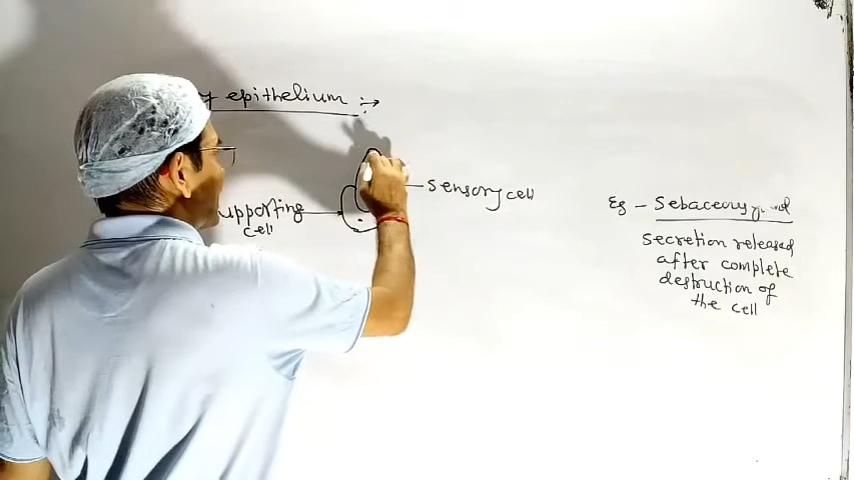 epithelium :→
Sensory cell
upporting
cell
Eg - Sebaceous
secretion released
after complete
destruction of
the cell